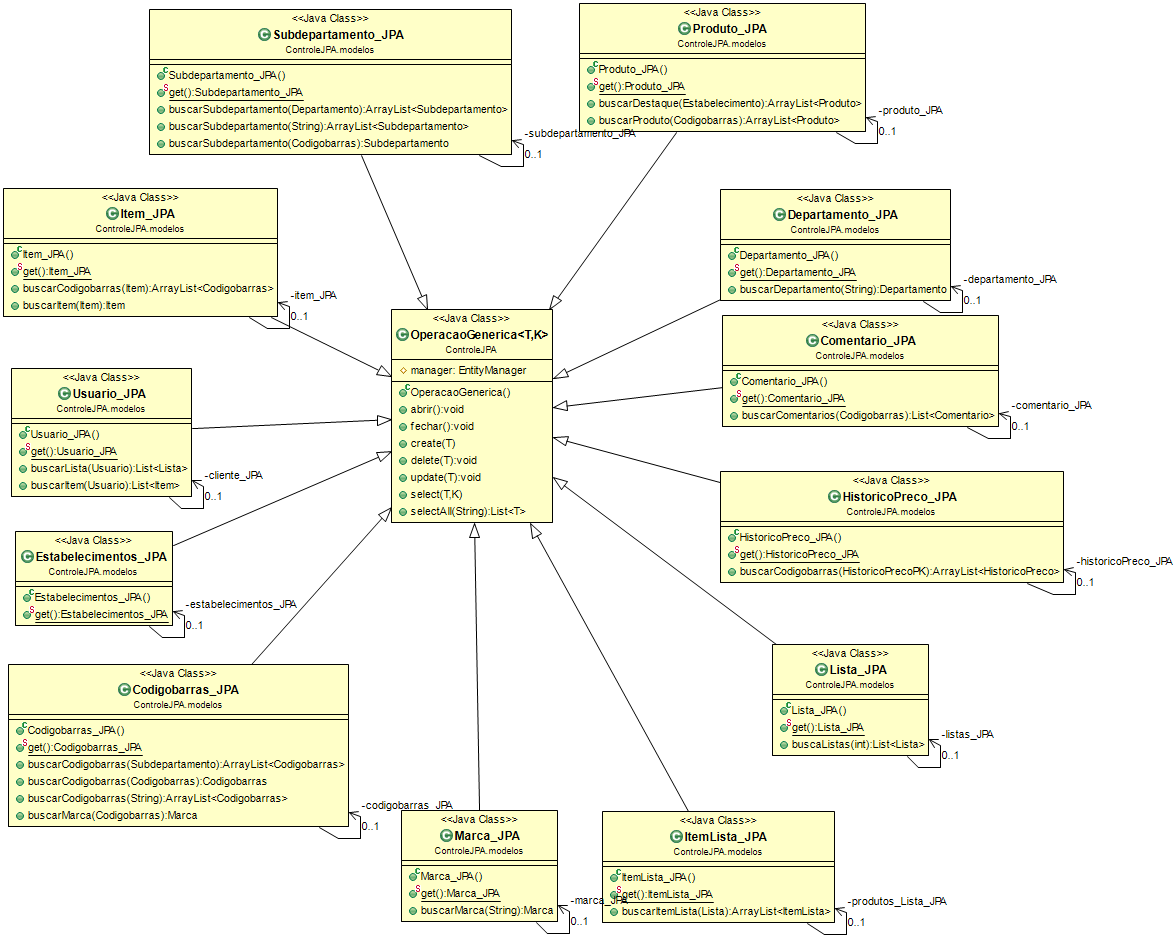 <<Java Class>>
Subdepartamento_JPA
ControleJPA.modelos
Subdepartamento_JPA()
get():Subdepartamento_JPA
buscarSubdepartamento(Departamento):ArrayList<Subdepartamento>
buscarSubdepartamento(String):ArrayList<Subdepartamento>
buscarSubdepartamento(Codigobarras):Subdepartamento
-subdepartamento_JPA
0..1
<<Java Class>>
Produto_JPA
ControleJPA.modelos
Produto_JPA()
get():Produto_JPA
buscarDestaque(Estabelecimento):ArrayList<Produto>
buscarProduto(Codigobarras):ArrayList<Produto>
-produto_JPA
0..1
<<Java Class>>
Item_JPA
ControleJPA.modelos
Item_JPA()
get():Item_JPA
buscarCodigobarras(Item):ArrayList<Codigobarras>
buscarItem(Item):Item
-item_JPA
0..1
<<Java Class>>
Departamento_JPA
ControleJPA.modelos
Departamento_JPA()
get():Departamento_JPA
buscarDepartamento(String):Departamento
-departamento_JPA
0..1
<<Java Class>>
OperacaoGenerica<T,K>
ControleJPA
manager: EntityManager
OperacaoGenerica()
abrir():void
fechar():void
create(T)
delete(T):void
update(T):void
select(T,K)
selectAll(String):List<T>
<<Java Class>>
Comentario_JPA
ControleJPA.modelos
Comentario_JPA()
get():Comentario_JPA
buscarComentarios(Codigobarras):List<Comentario>
-comentario_JPA
0..1
<<Java Class>>
Usuario_JPA
ControleJPA.modelos
Usuario_JPA()
get():Usuario_JPA
buscarLista(Usuario):List<Lista>
buscarItem(Usuario):List<Item>
-cliente_JPA
0..1
<<Java Class>>
HistoricoPreco_JPA
ControleJPA.modelos
HistoricoPreco_JPA()
get():HistoricoPreco_JPA
buscarCodigobarras(HistoricoPrecoPK):ArrayList<HistoricoPreco>
-historicoPreco_JPA
0..1
<<Java Class>>
Estabelecimentos_JPA
ControleJPA.modelos
Estabelecimentos_JPA()
get():Estabelecimentos_JPA
-estabelecimentos_JPA
0..1
<<Java Class>>
Lista_JPA
ControleJPA.modelos
Lista_JPA()
get():Lista_JPA
buscaListas(int):List<Lista>
-listas_JPA
0..1
<<Java Class>>
Codigobarras_JPA
ControleJPA.modelos
Codigobarras_JPA()
get():Codigobarras_JPA
buscarCodigobarras(Subdepartamento):ArrayList<Codigobarras>
buscarCodigobarras(Codigobarras):Codigobarras
buscarCodigobarras(String):ArrayList<Codigobarras>
buscarMarca(Codigobarras):Marca
-codigobarras_JPA
0..1
<<Java Class>>
Marca_JPA
ControleJPA.modelos
Marca_JPA()
get():Marca_JPA
buscarMarca(String):Marca
-marca_JPA
0..1
<<Java Class>>
ItemLista_JPA
ControleJPA.modelos
ItemLista_JPA()
get():ItemLista_JPA
buscarItemLista(Lista):ArrayList<ItemLista>
-produtos_Lista_JPA
0..1